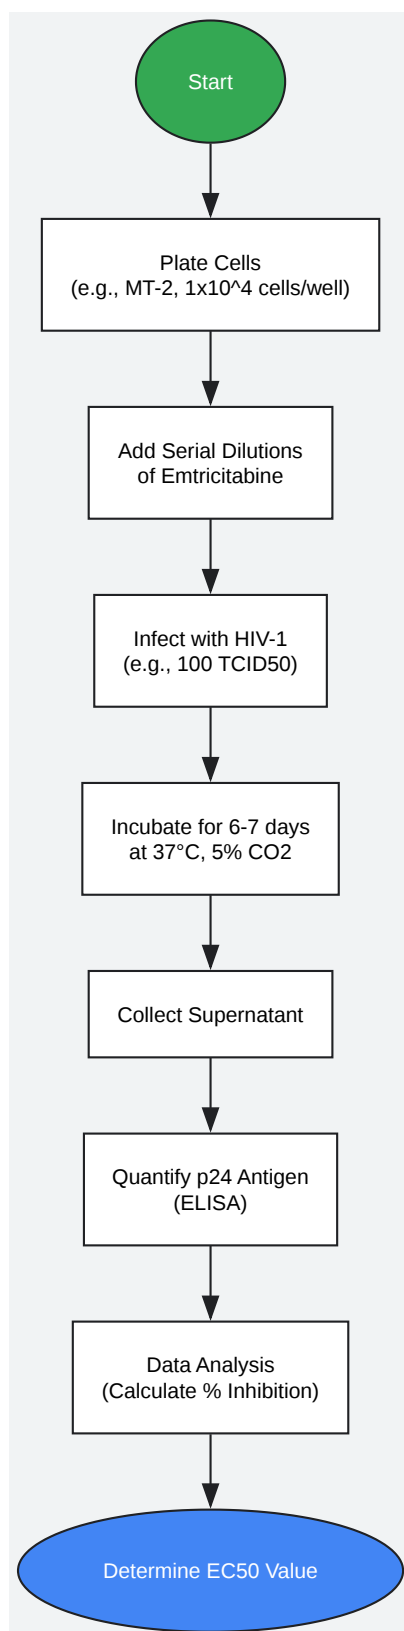 Start
Plate Cells
(e.g., MT-2, 1x10^4 cells/well)
Add Serial Dilutions
of Emtricitabine
Infect with HIV-1
(e.g., 100 TCID50)
Incubate for 6-7 days
at 37°C, 5% CO2
Collect Supernatant
Quantify p24 Antigen
(ELISA)
Data Analysis
(Calculate % Inhibition)
Determine EC50 Value